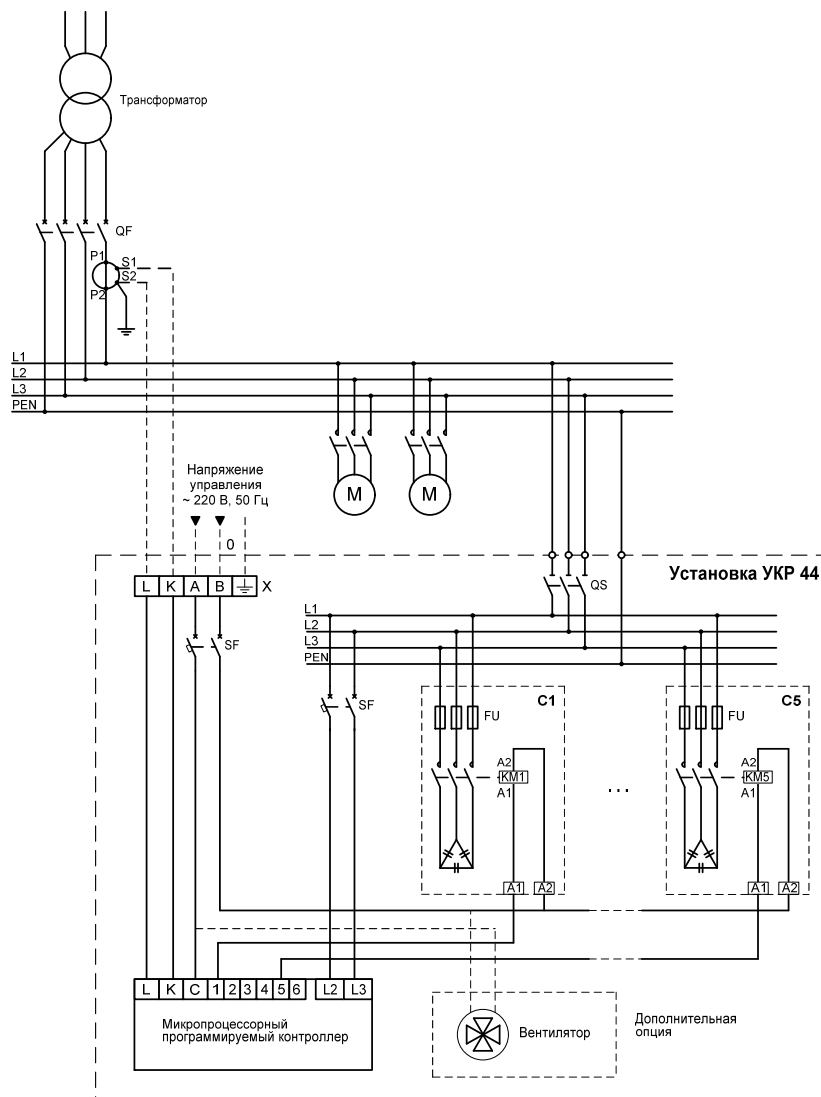 Трансформатор
QF
P1
S1
S2
P2
L1
L2
L3
PEN
M M
Напряжение
управления
~ 220 В, 50 Гц
0
Установка УКР 44
L K A B X
QS
L1
L2
L3
PEN
SF
SF
C1
FU
A2
KM1
A1
A1 A2
...
C5
FU
A2
KM5
A1
A1 A2
L K C 1 2 3 4 5 6 L2 L3
Микропроцессорный
программируемый контроллер
Вентилятор
Дополнительная
опция